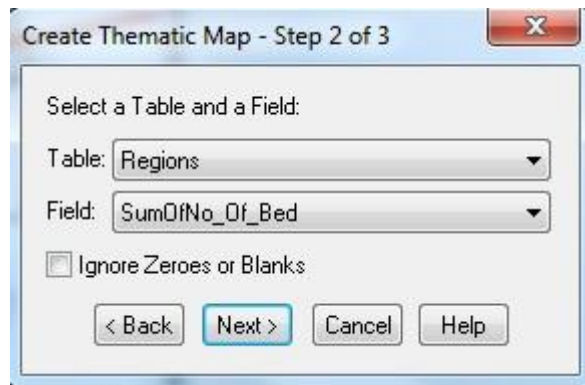 Create Thematic Map - Step 2 of 3
X
Select a Table and a Field:
Table: Regions
Field: SumOfNo_Of_Bed
Ignore Zeroes or Blanks
< Back Next > Cancel Help